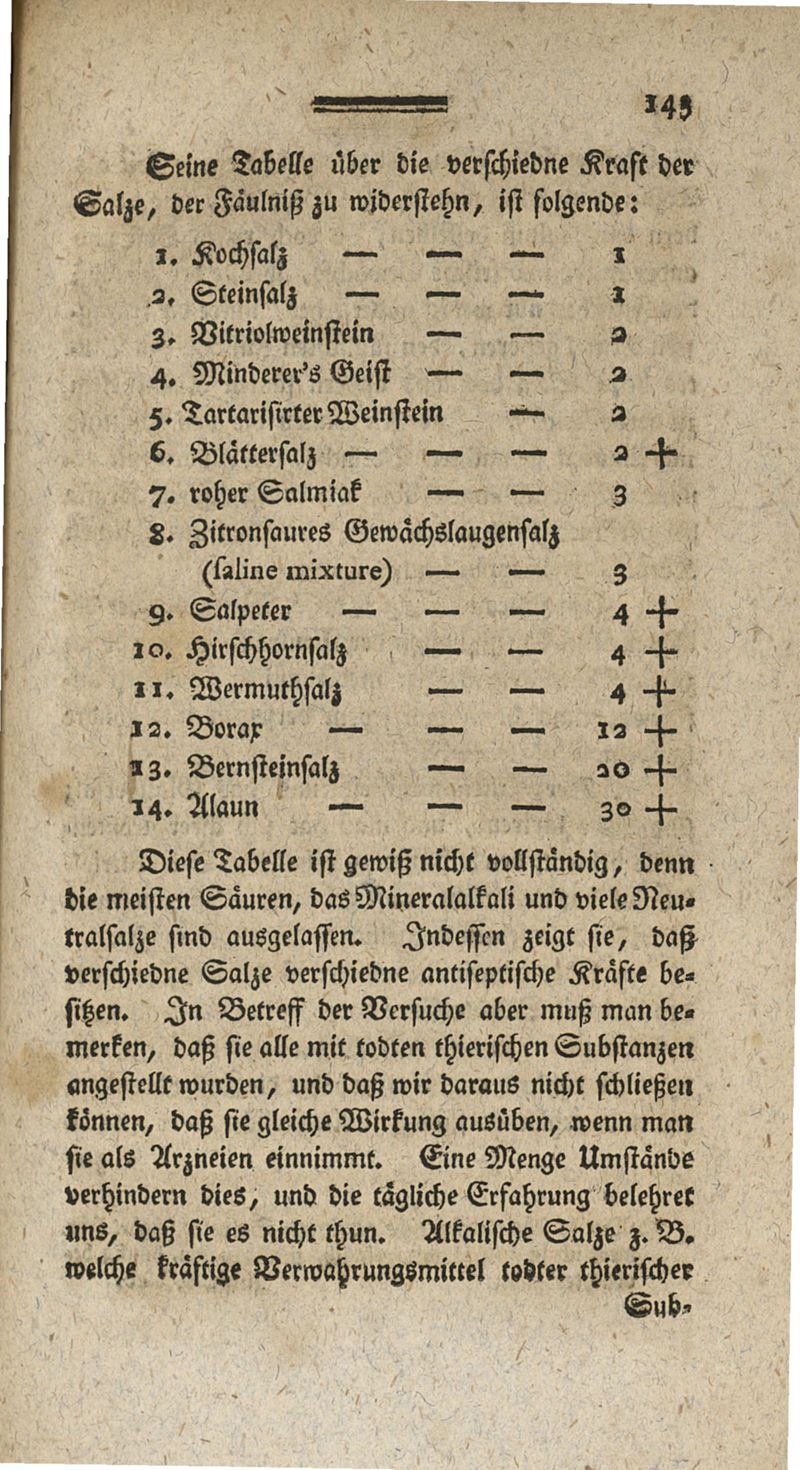 143
Seine Tabelle über die verschiedne Kraft der
Salze, der Fäulniß zu widerstehn, ist folgende:
1. Kochsalz — — — 1
2. Steinsalz — — — 1
3. Vitriolweinstein — — 2
4. Minderer's Geist — — 2
5. Tartarisirter Weinstein — 2
6. Blättersalz — — — 2 +
7. roher Salmiak — — 3
8. Zitronsaures Gewächslaugensalz
(saline mixture) — — 3
9. Salpeter — — — 4 +
10. Hirschhornsalz — — 4 +
11. Wermuthsalz — — 4 +
12. Borax — — — 12 +
13. Bernsteinsalz — — 20 +
14. Alaun — — — 30 +
Diese Tabelle ist gewiß nicht vollständig, denn
die meisten Säuren, das Mineralalkali und viele Neu-
tralsalze sind ausgelassen. Indessen zeigt sie, daß
verschiedne Salze verschiedne antiseptische Kräfte be-
sitzen. In Betreff der Versuche aber muß man be-
merken, daß sie alle mit todten thierischen Substanzen
angestellt wurden, und daß wir daraus nicht schließen
können, daß sie gleiche Wirkung ausüben, wenn man
sie als Arzneien einnimmt. Eine Menge Umstände
verhindern dies, und die tägliche Erfahrung belehret
uns, daß sie es nicht thun. Alkalische Salze z. B.
welche kräftige Verwahrungsmittel todter thierischer
Sub-